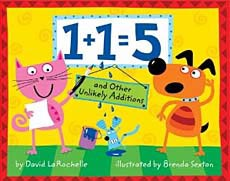 1+1=5
and Other
Unlikely Additions
by David LaRochelle
illustrated by Brenda Sexton